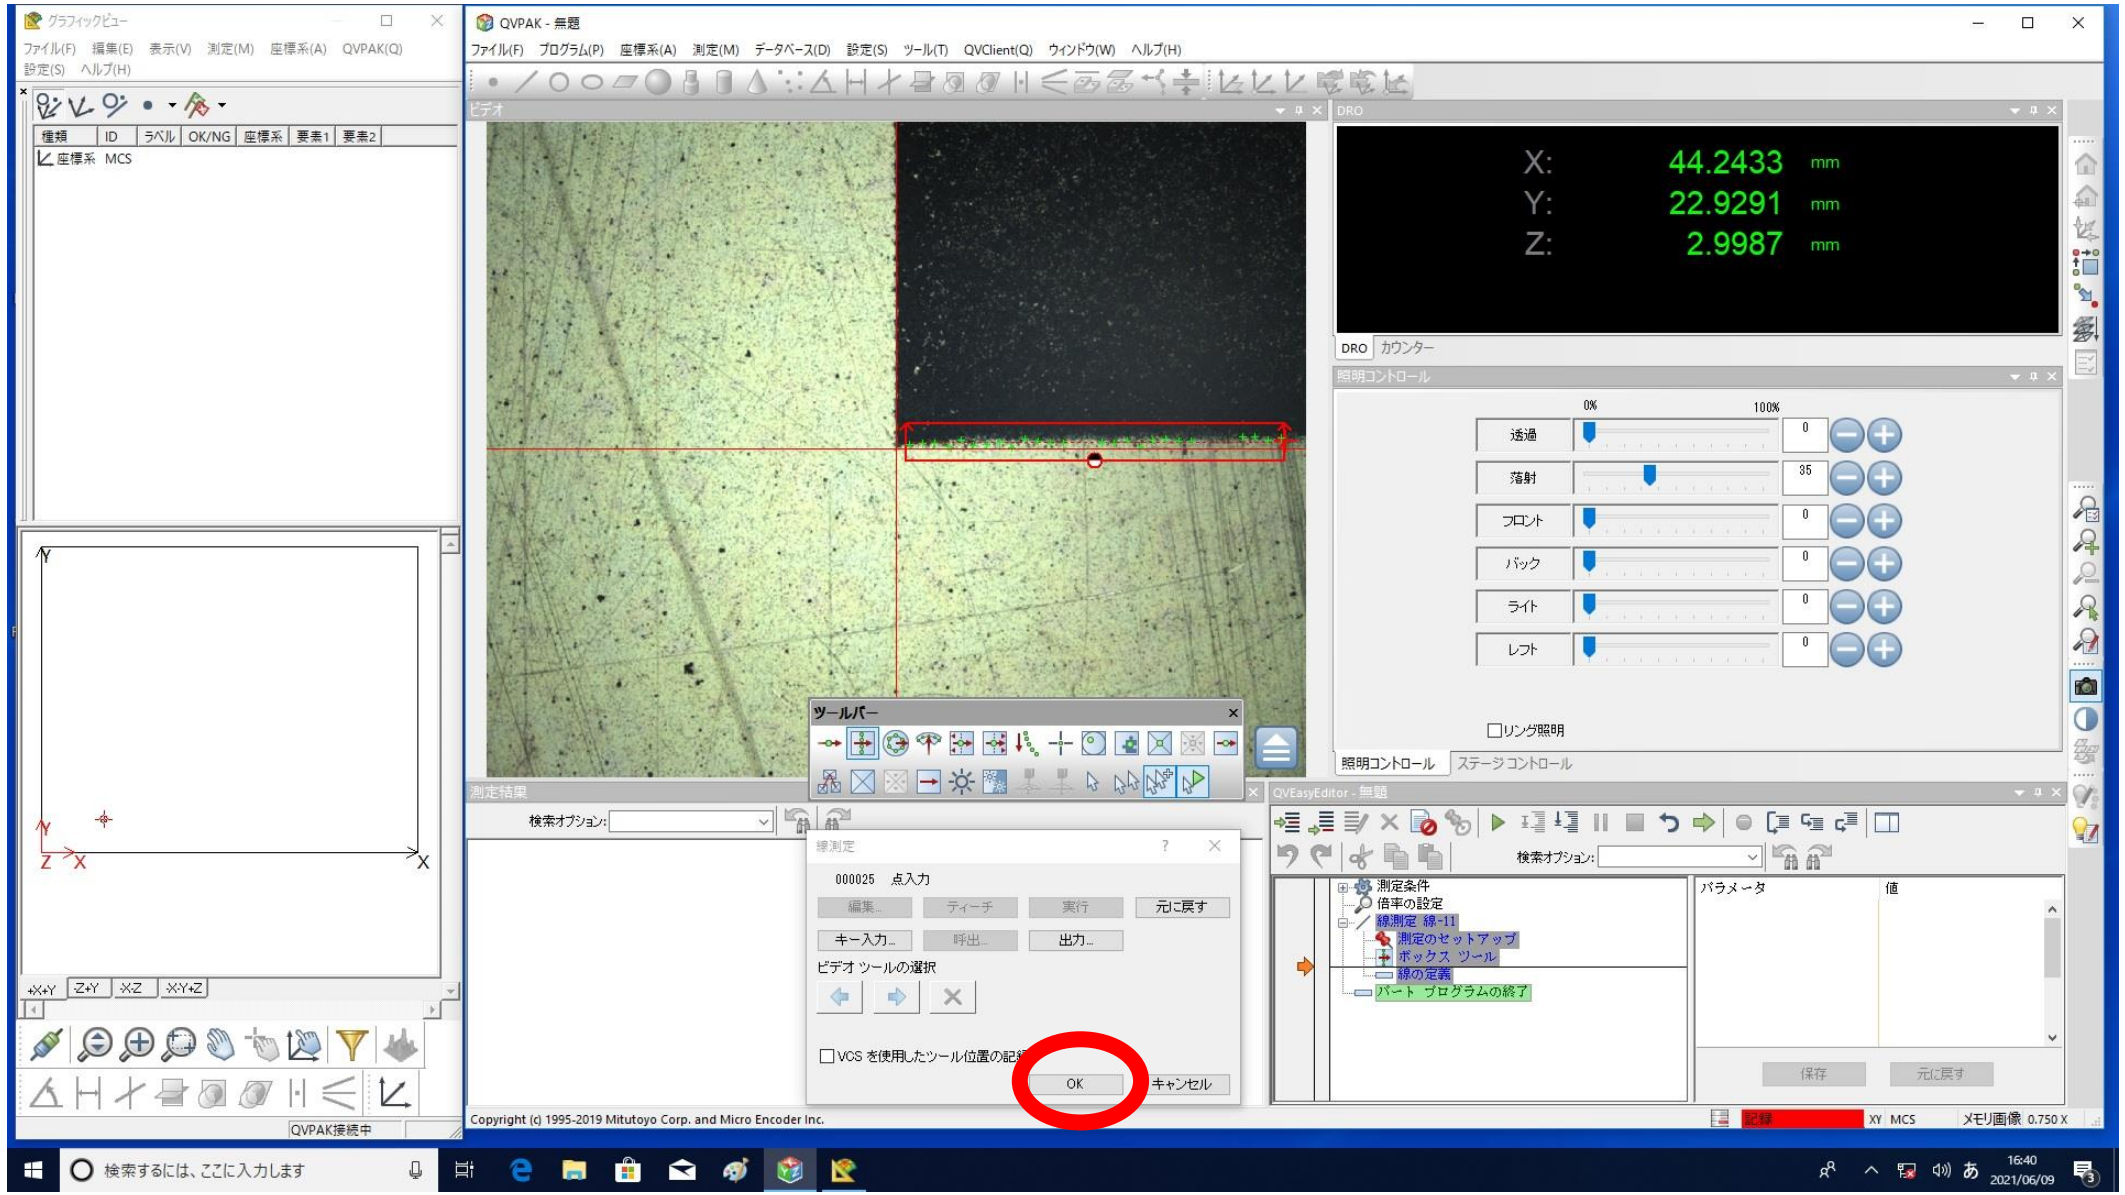 グラフィックビュー
ファイル(F) 編集(E) 表示(V) 測定(M) 座標系(A) QVPAK(Q)
設定(S) ヘルプ(H)
種類 ID ラベル OK/NG 座標系 要素1 要素2
座標系 MCS
Y
Y
Z X
X
+X+Y -Z+Y -X-Z -X-Y+Z
QVPAK接続中
QVPAK - 無題
ファイル(F) プログラム(P) 座標系(A) 測定(M) データベース(D) 設定(S) ツール(T) QVClient(Q) ウィンドウ(W) ヘルプ(H)
ビデオ
ツールバー
測定結果
検索オプション:
線測定
000025 点入力
編集... ティーチ 実行 元に戻す
キー入力... 呼出... 出力...
ビデオ ツールの選択
VCS を使用したツール位置の記
OK キャンセル
DRO
X: 44.2433 mm
Y: 22.9291 mm
Z: 2.9987 mm
DRO カウンター
照明コントロール
0% 100%
透過 0
落射 35
フロント 0
バック 0
ライト 0
レフト 0
リング照明
照明コントロール ステージ コントロール
QVEasyEditor - 無題
検索オプション:
測定条件
倍率の設定
線測定 線-11
測定のセットアップ
ボックス ツール
線の定義
パート プログラムの終了
パラメータ 値
保存 元に戻す
Copyright (c) 1995-2019 Mitutoyo Corp. and Micro Encoder Inc.
記録 XY MCS メモリ画像 0.750 X
検索するには、ここに入力します
あ
16:40
2021/06/09
3